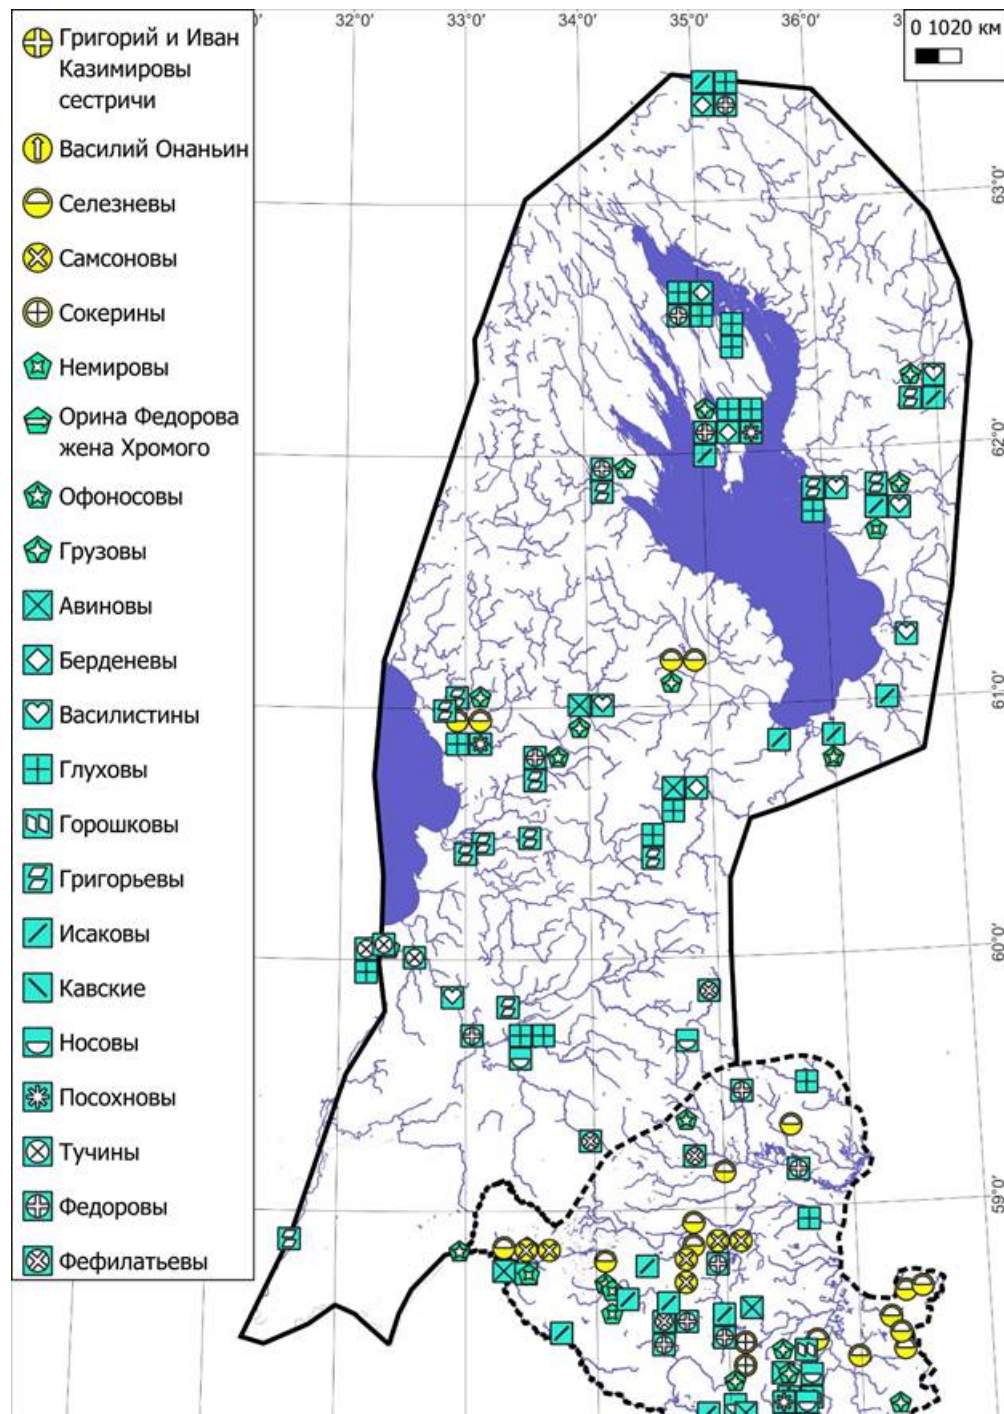 32°0' 33°0' 34°0' 35°0' 36°0'
0 1020 км
Григорий и Иван
Казимировы
сестричи
Василий Онаньин
Селезневы
Самсоновы
Сокерины
Немировы
Орина Федорова
жена Хромого
Офоносовы
Грузовы
Авиновы
Берденевы
Василистины
Глуховы
Горошковы
Григорьевы
Исаковы
Кавские
Носовы
Посохновы
Тучины
Федоровы
Фефилатьевы
63°0'
62°0'
61°0'
60°0'
59°0'